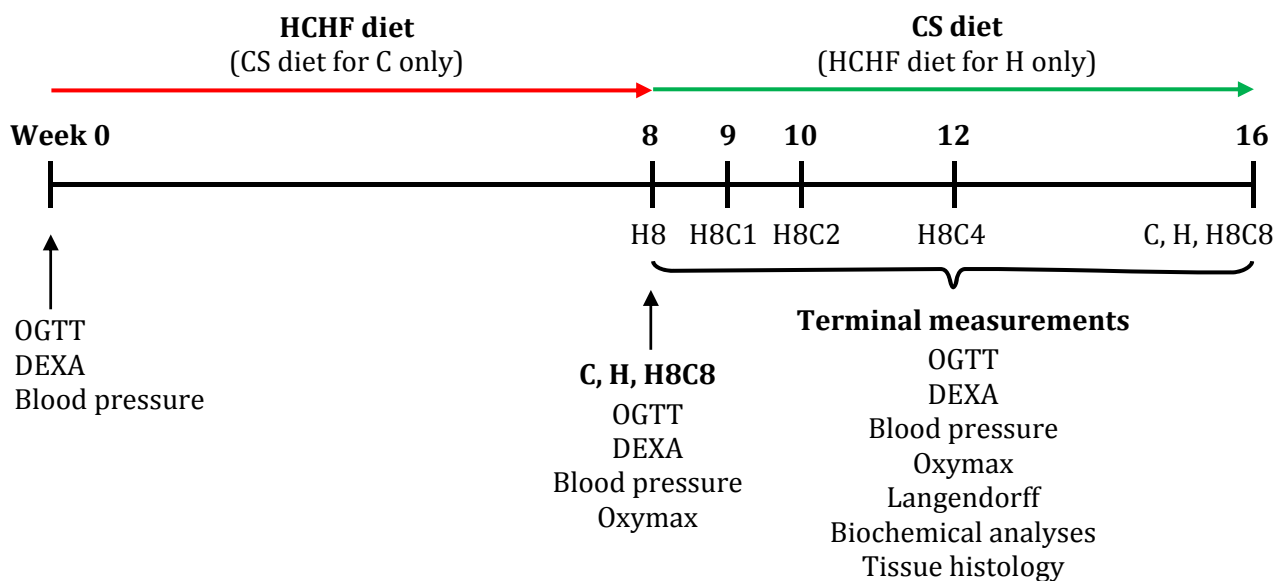 HCHF diet
(CS diet for C only)
CS diet
(HCHF diet for H only)
Week 0
8
9
10
12
16
H8
H8C1
H8C2
H8C4
C, H, H8C8
OGTT
DEXA
Blood pressure
C, H, H8C8
OGTT
DEXA
Blood pressure
Oxymax
Terminal measurements
OGTT
DEXA
Blood pressure
Oxymax
Langendorff
Biochemical analyses
Tissue histology